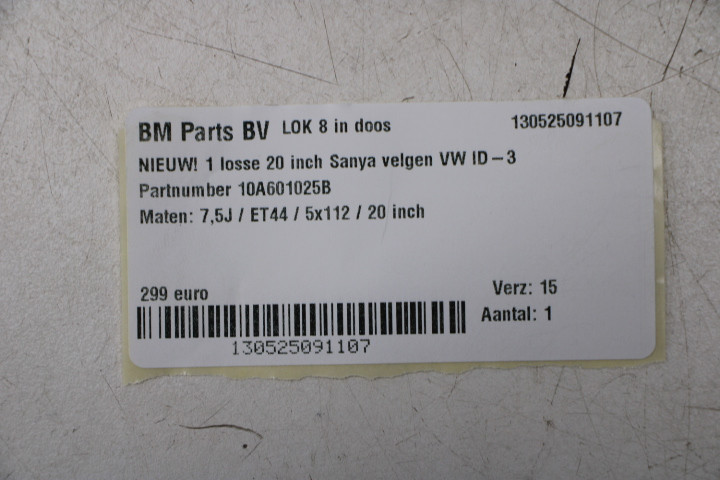 BM Parts BV LOK 8 in doos 130525091107
NIEUW! 1 losse 20 inch Sanya velgen VW ID-3
Partnumber 10A601025B
Maten: 7,5J / ET44 / 5x112 / 20 inch
299 euro Verz: 15
Aantal: 1
130525091107